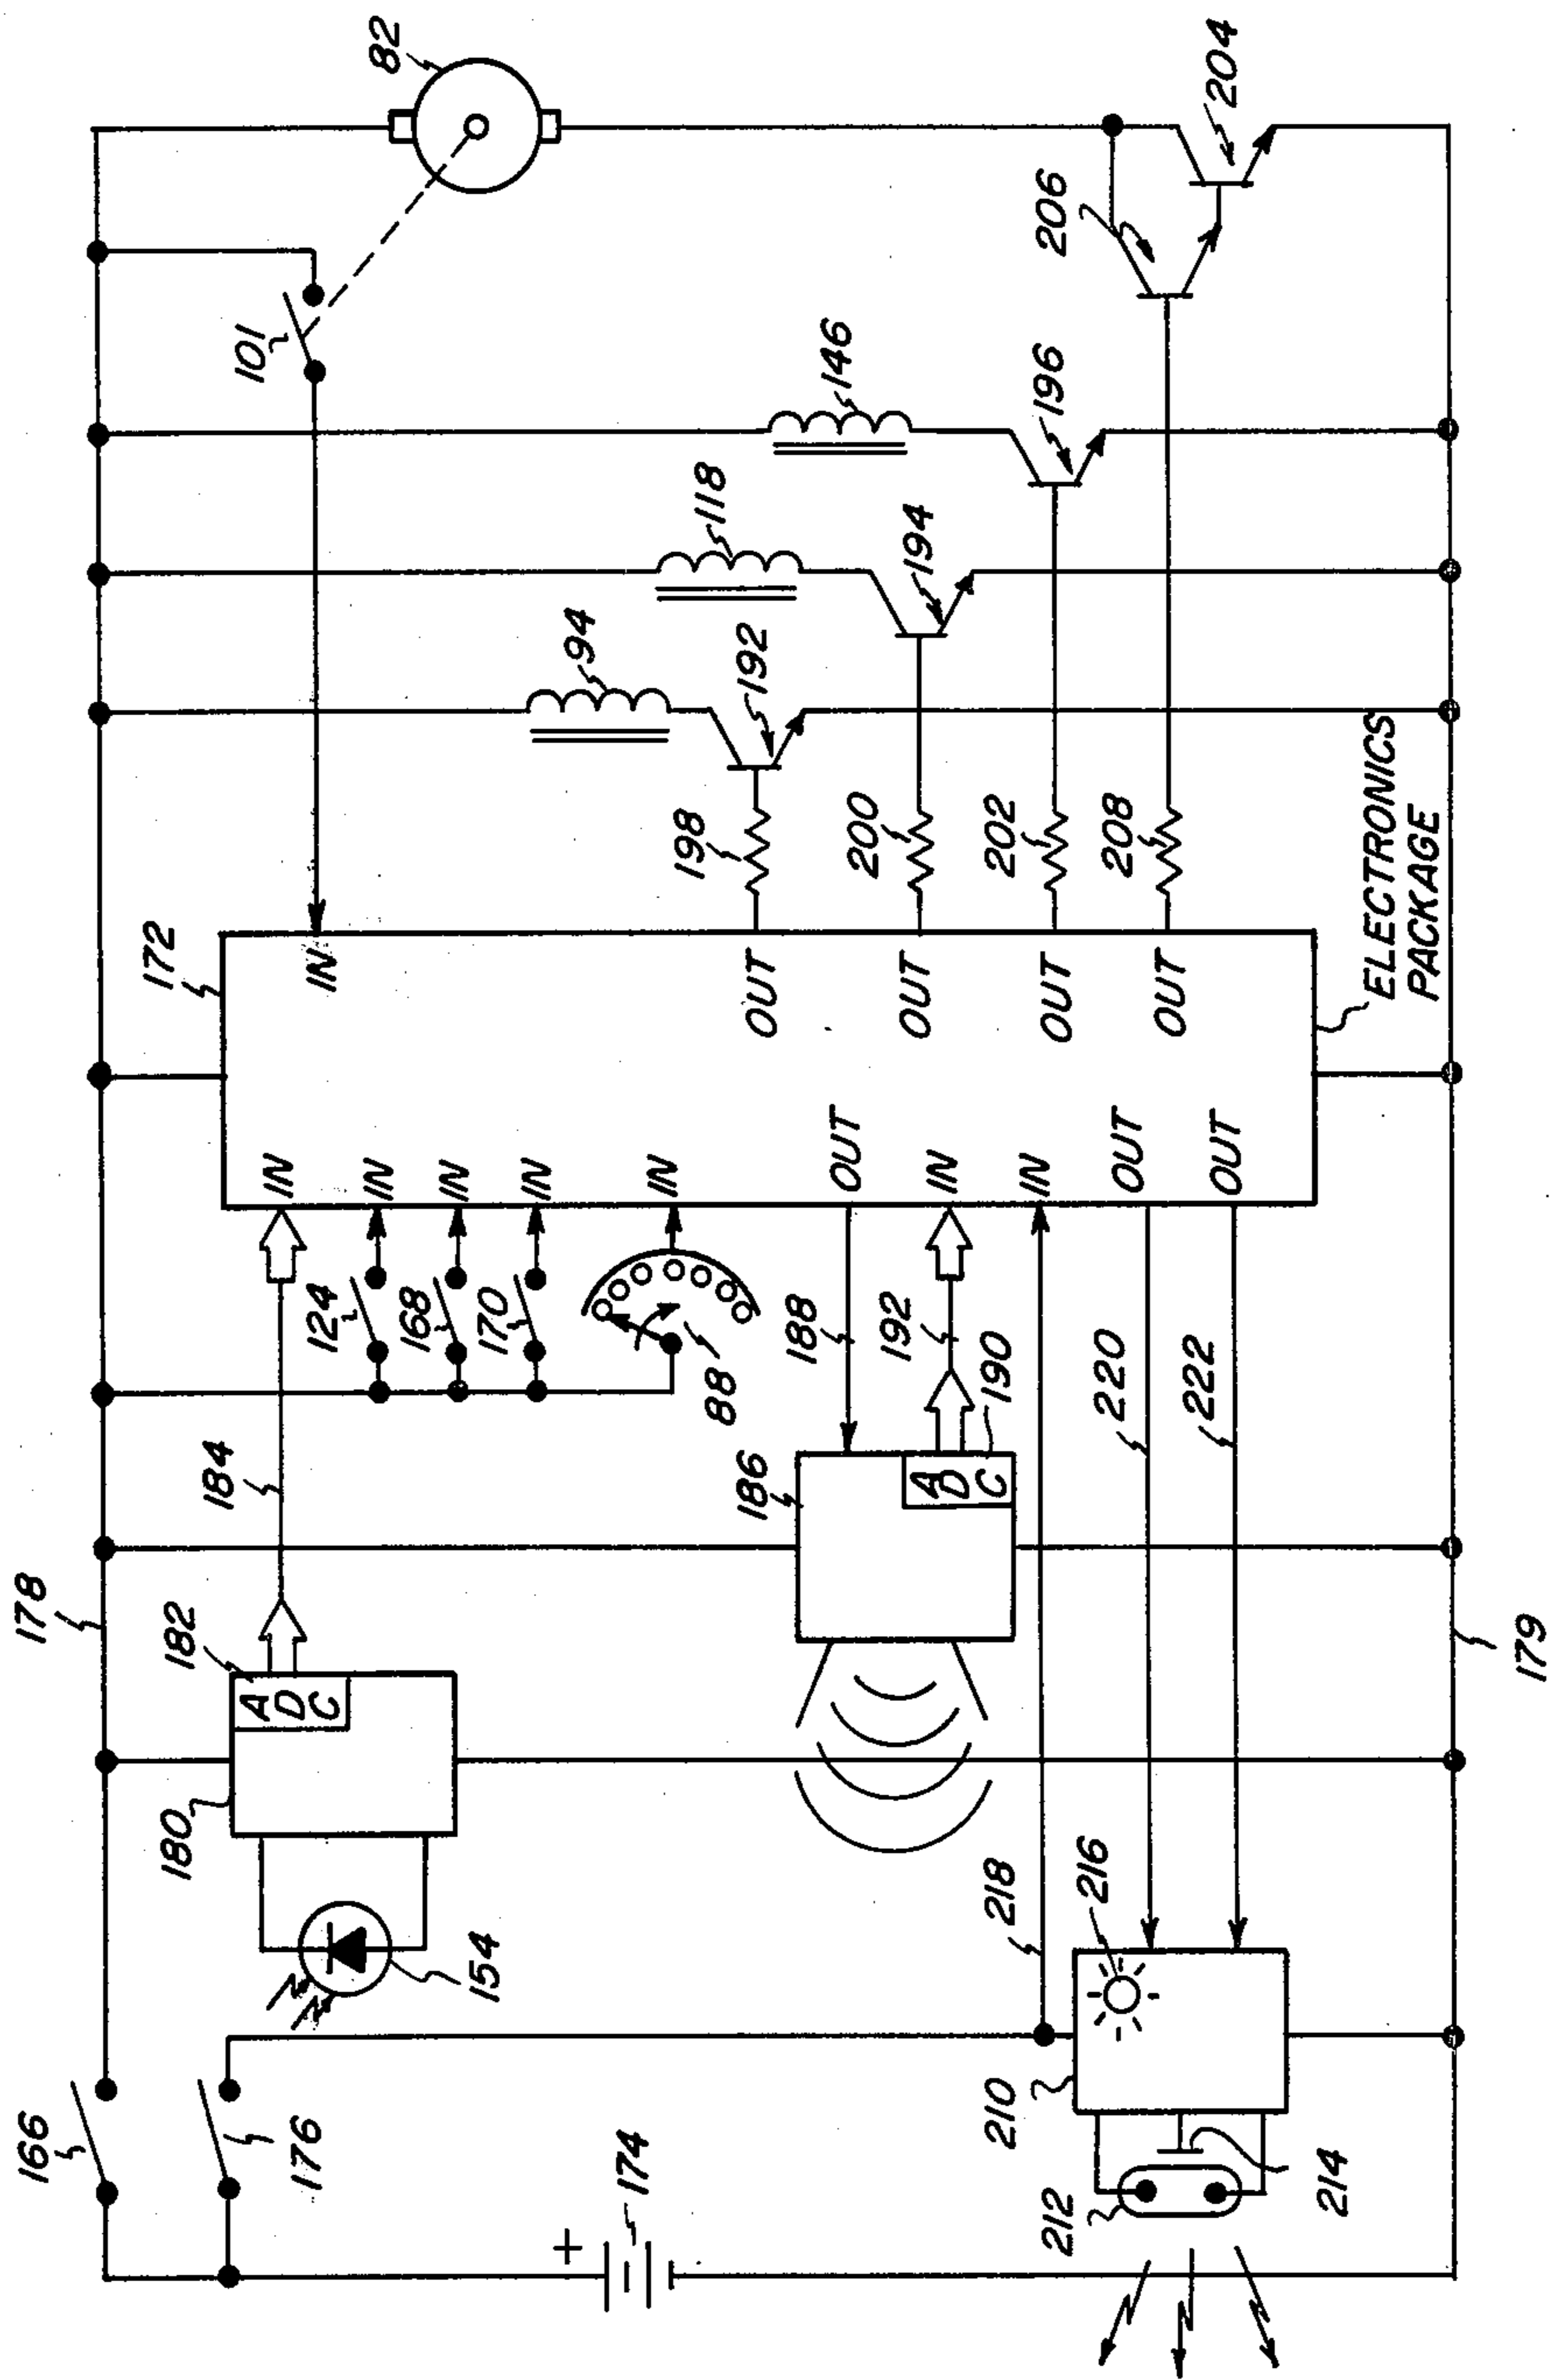 166
178
176
174
+
180
182
A
D
C
184
154
172
IN
IN
IN
IN
IN
124
168
170
88
OUT
IN
IN
OUT
OUT
188
192
190
186
A
D
C
218
216
210
212
214
220
222
179
IN
OUT
OUT
OUT
OUT
198
200
202
208
ELECTRONICS
PACKAGE
101
94
192
118
194
146
196
206
204
82